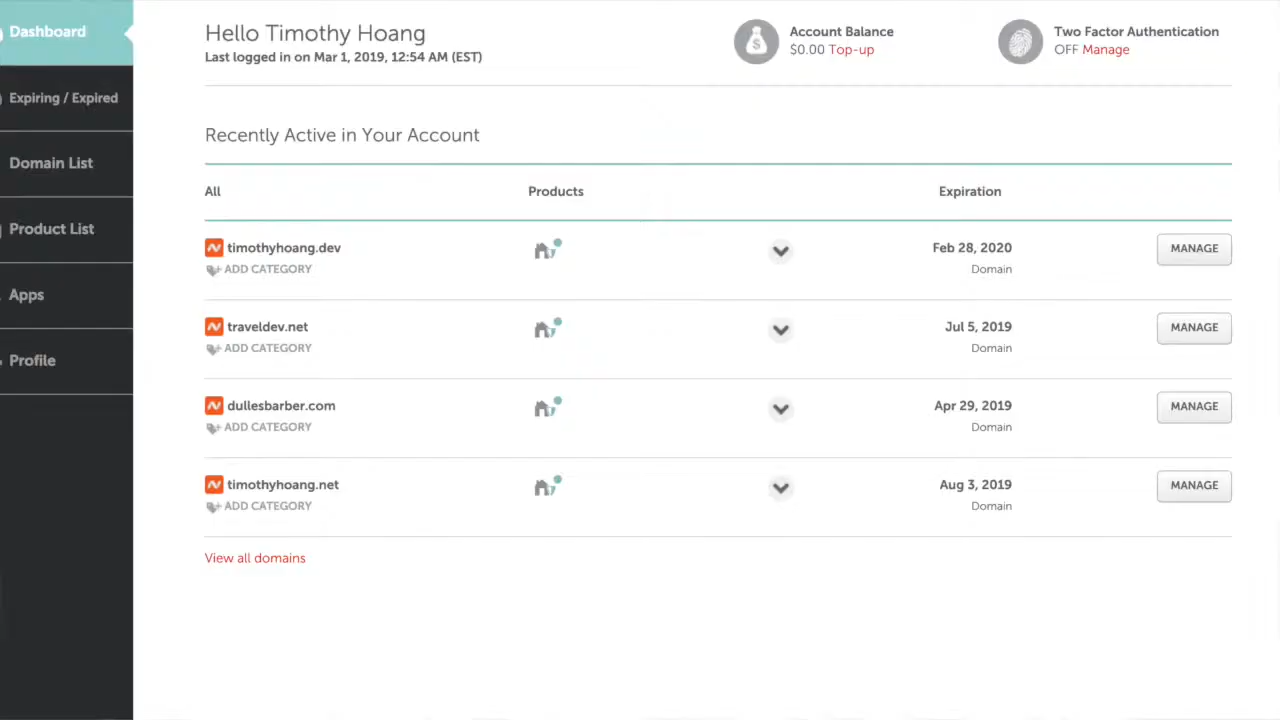 Dashboard
Expiring / Expired
Domain List
Product List
Apps
Profile
Hello Timothy Hoang
Last logged in on Mar 1, 2019, 12:54 AM (EST)
Account Balance
$0.00 Top-up
Two Factor Authentication
OFF Manage
Recently Active in Your Account
All Products Expiration
timothyhoang.dev Feb 28, 2020 MANAGE
ADD CATEGORY Domain
traveldev.net Jul 5, 2019 MANAGE
ADD CATEGORY Domain
dullesbarber.com Apr 29, 2019 MANAGE
ADD CATEGORY Domain
timothyhoang.net Aug 3, 2019 MANAGE
ADD CATEGORY Domain
View all domains